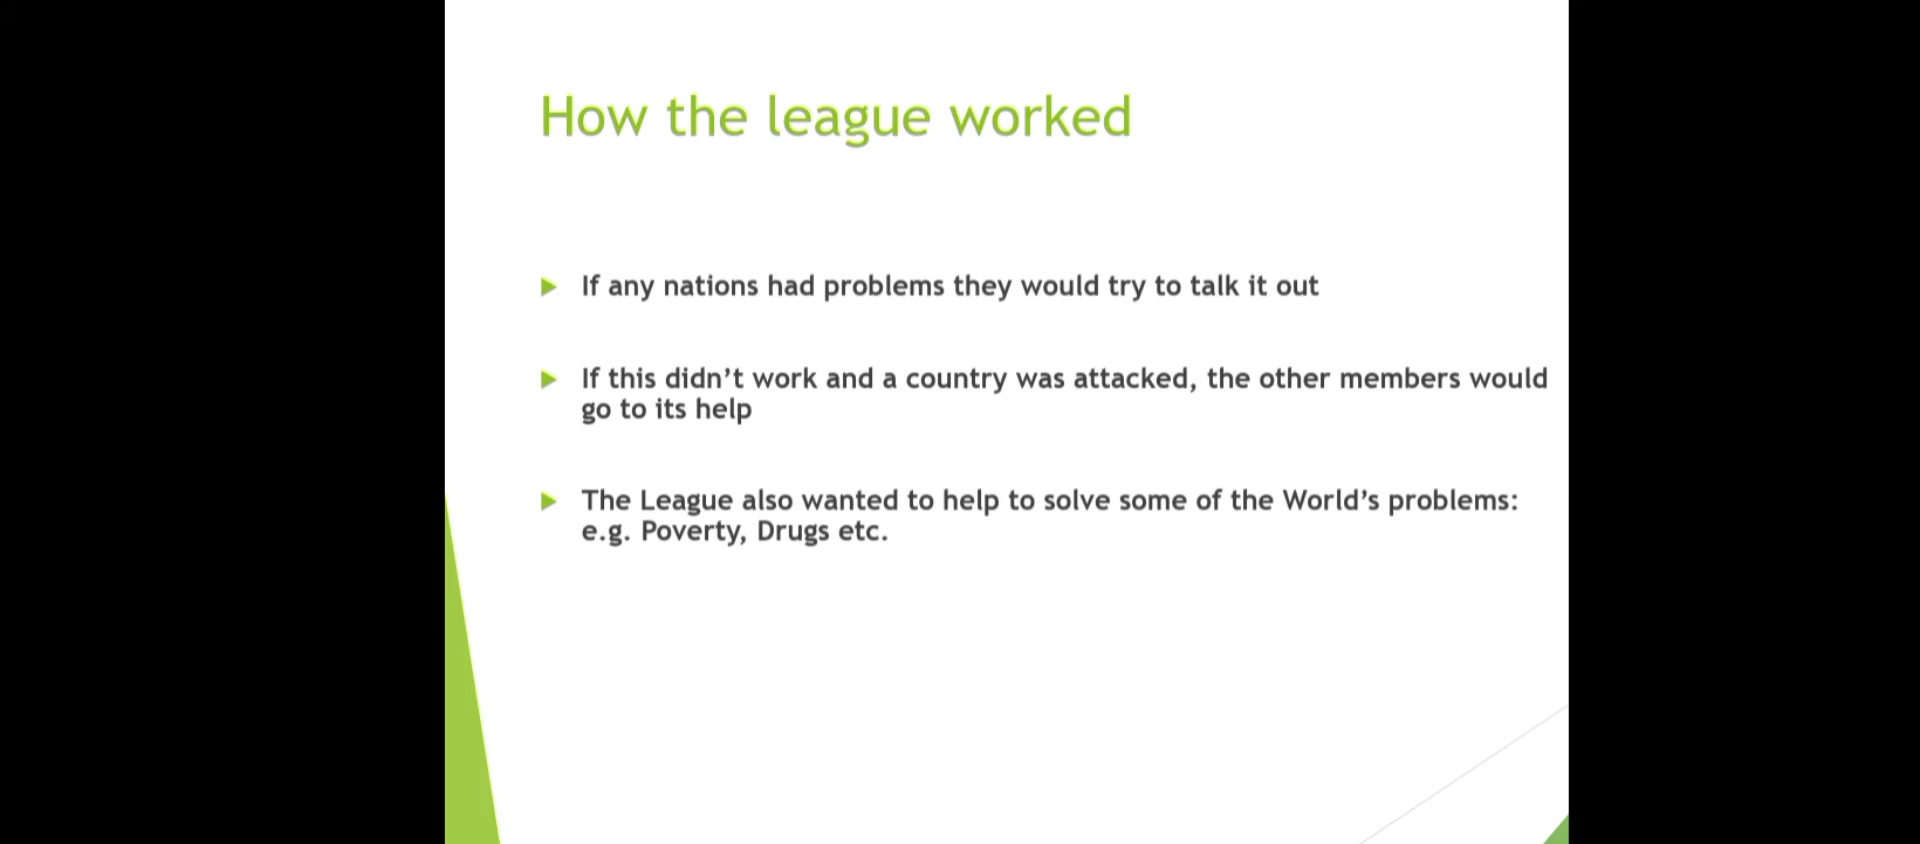 How the league worked
If any nations had problems they would try to talk it out
If this didn’t work and a country was attacked, the other members would
go to its help
The League also wanted to help to solve some of the World’s problems:
e.g. Poverty, Drugs etc.